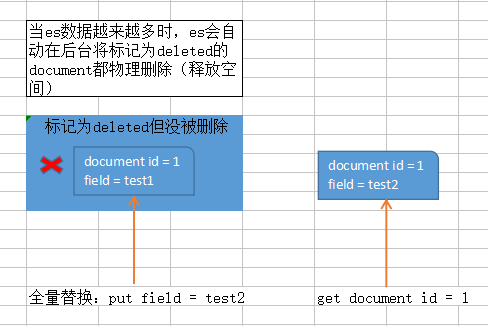 当es数据越来越多时，es会自
动在后台将标记为deleted的
document都物理删除（释放空
间）
标记为deleted但没被删除
document id = 1
field = test1
document id = 1
field = test2
全量替换：put field = test2
get document id = 1